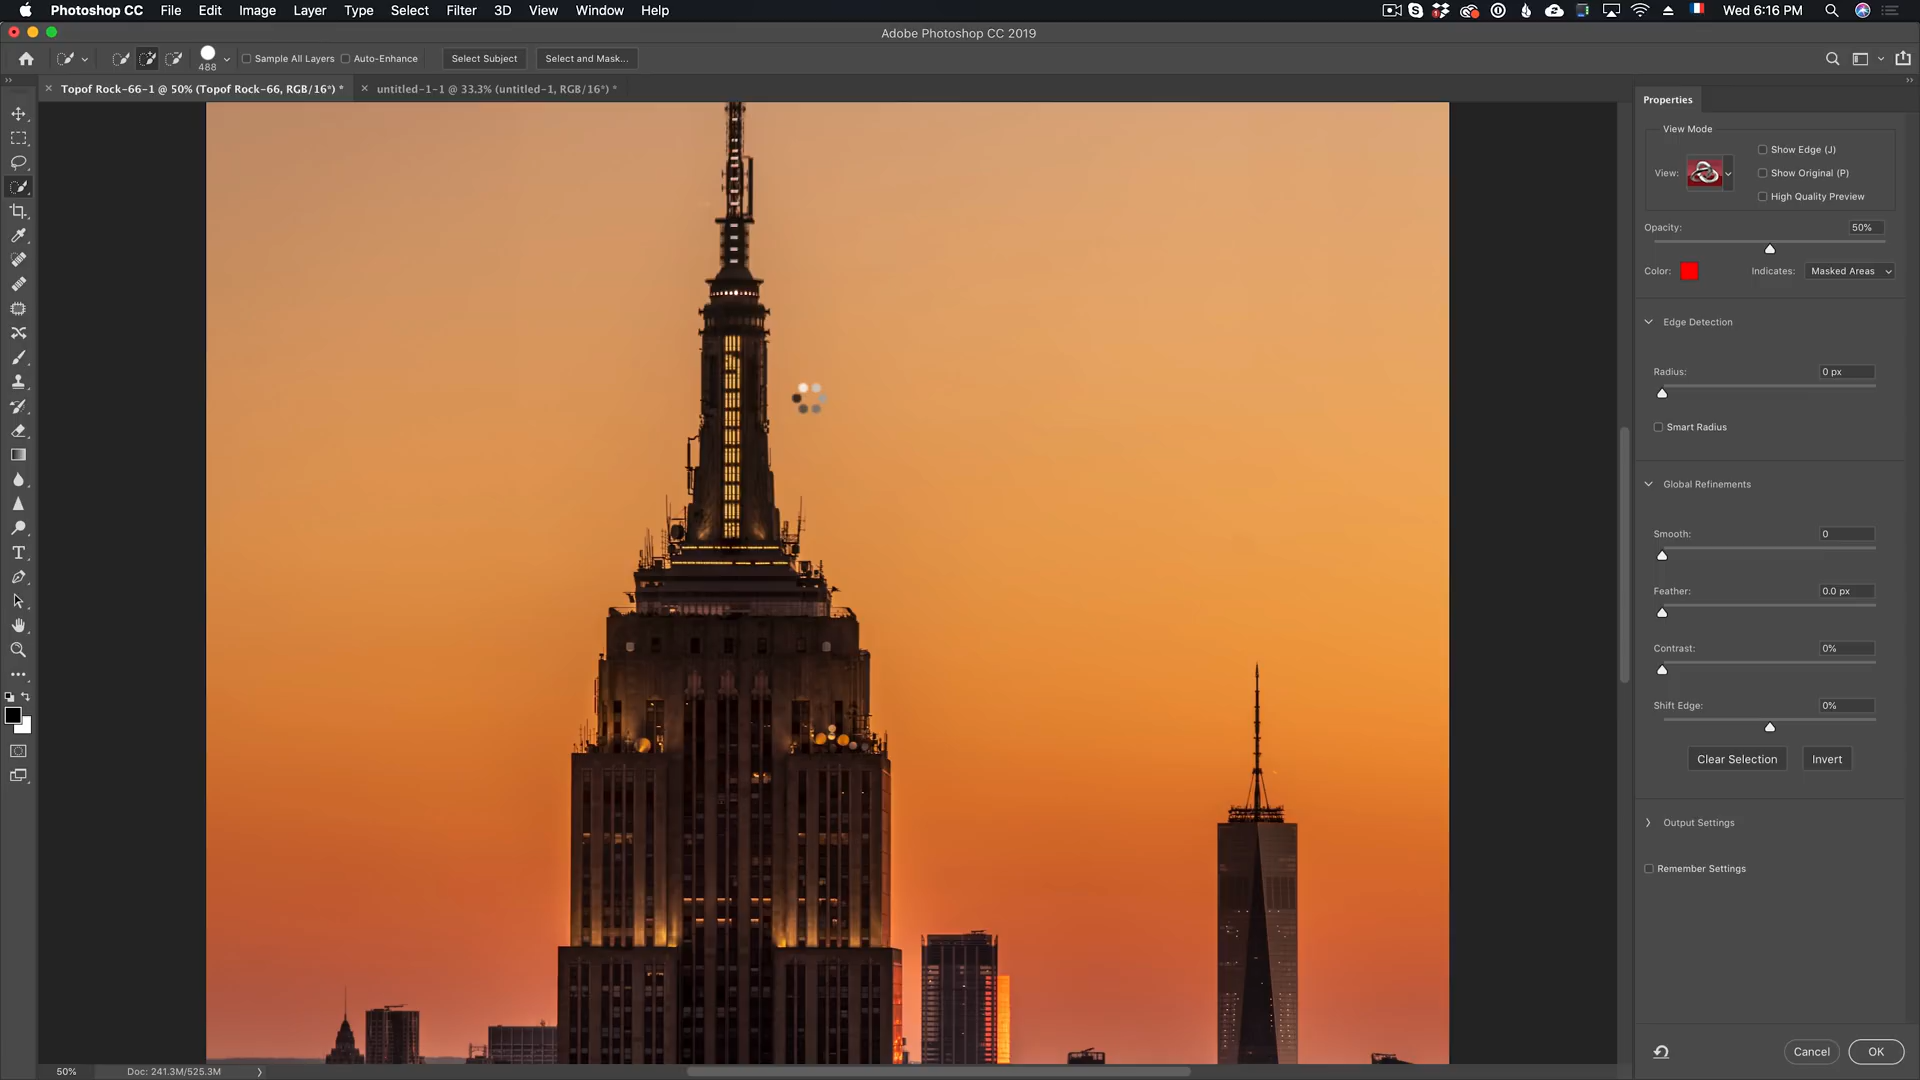 Photoshop CC File Edit Image Layer Type Select Filter 3D View Window Help Wed 6:16 PM
Adobe Photoshop CC 2019
488 Sample All Layers Auto-Enhance Select Subject Select and Mask...
Topof Rock-66-1 @ 50% (Topof Rock-66, RGB/16*) * untitled-1-1 @ 33.3% (untitled-1, RGB/16*) *
Properties
View Mode
Show Edge (J)
View: Show Original (P)
High Quality Preview
Opacity: 50%
Color: Indicates: Masked Areas
Edge Detection
Radius: 0 px
Smart Radius
Global Refinements
Smooth: 0
Feather: 0.0 px
Contrast: 0%
Shift Edge: 0%
Clear Selection Invert
Output Settings
Remember Settings
Cancel OK
50% Doc: 241.3M/525.3M